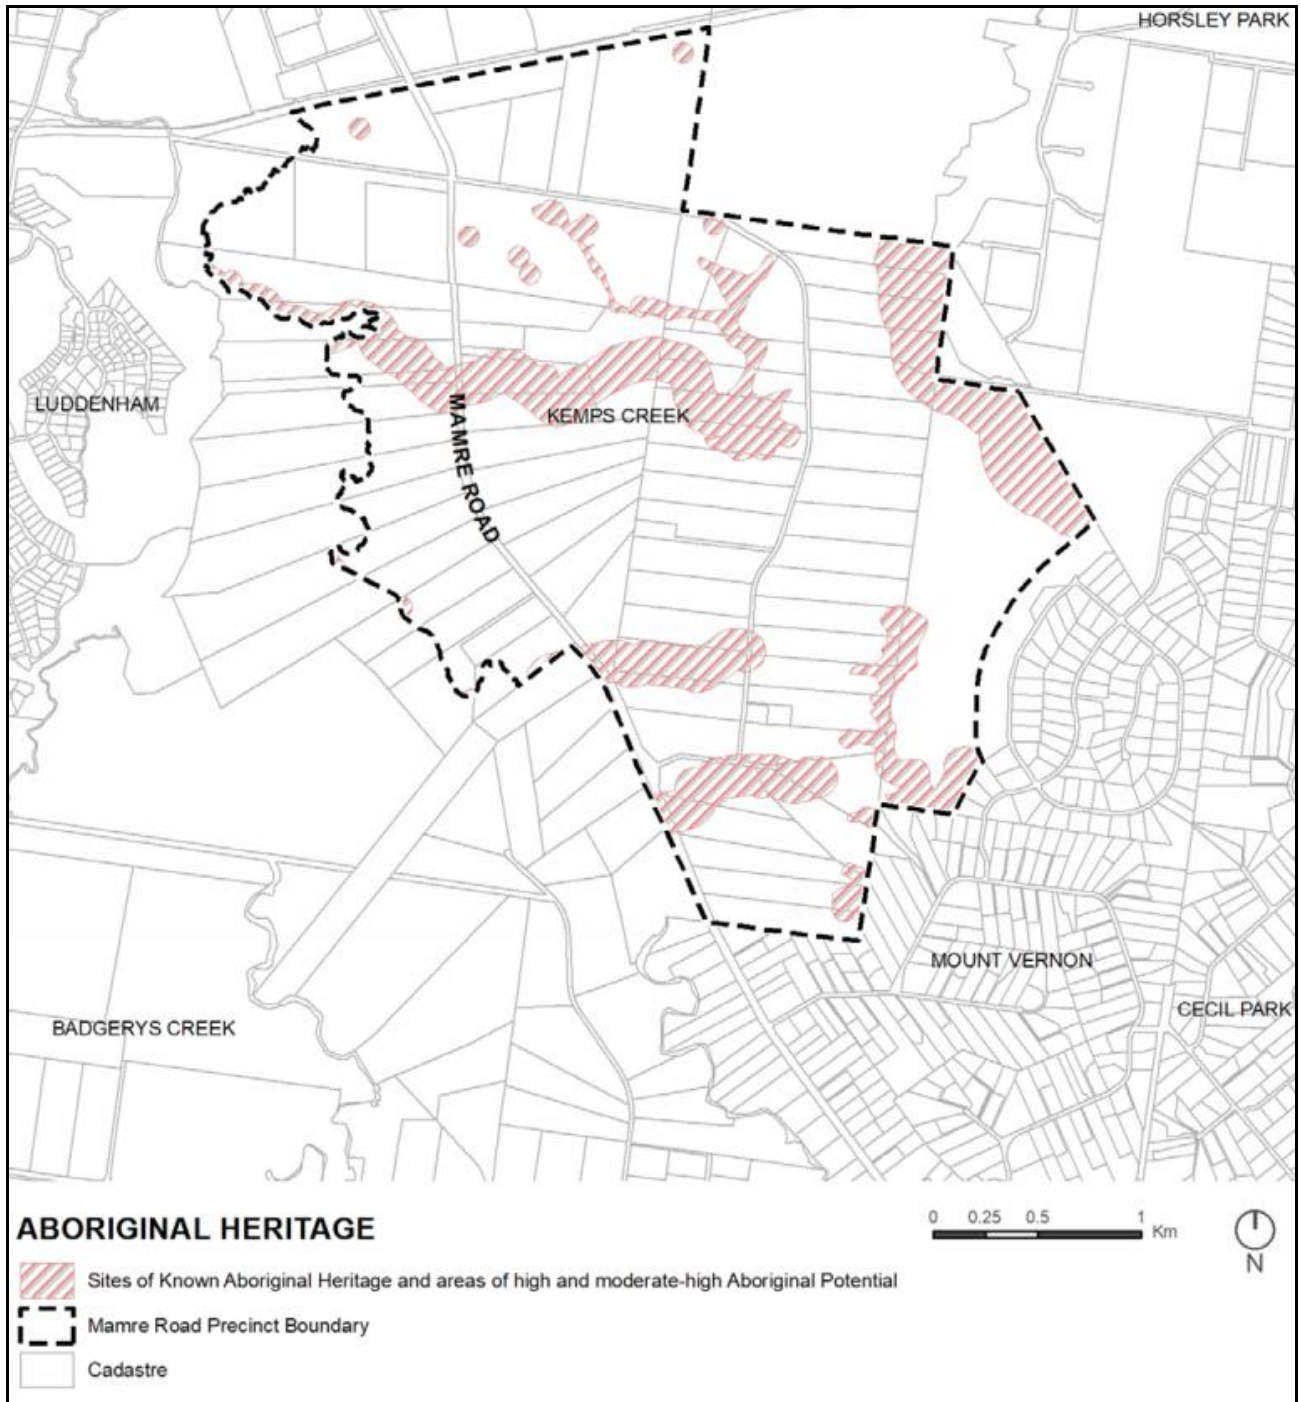 HORSLEY PARK
LUDDENHAM
MAMRE ROAD
KEMPS CREEK
MOUNT VERNON
CECIL PARK
BADGERYS CREEK
ABORIGINAL HERITAGE
0 0.25 0.5 1 Km
N
Sites of Known Aboriginal Heritage and areas of high and moderate-high Aboriginal Potential
Mamre Road Precinct Boundary
Cadastre